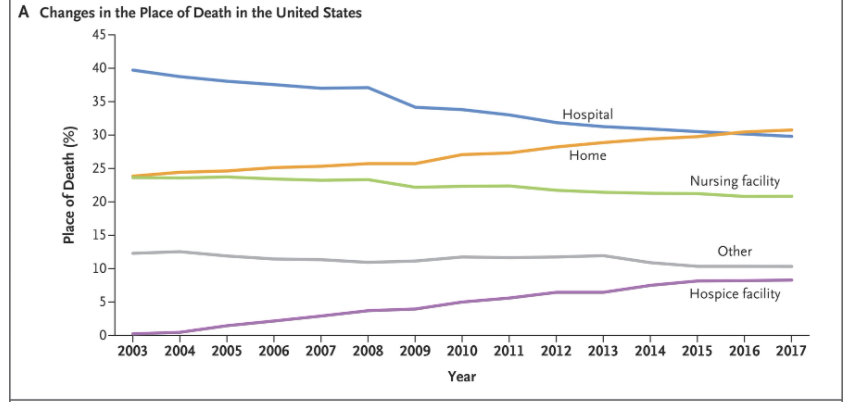 A Changes in the Place of Death in the United States
45
40
35
30
25
20
15
10
5
0
Place of Death (%)
Hospital
Home
Nursing facility
Other
Hospice facility
2003 2004 2005 2006 2007 2008 2009 2010 2011 2012 2013 2014 2015 2016 2017
Year